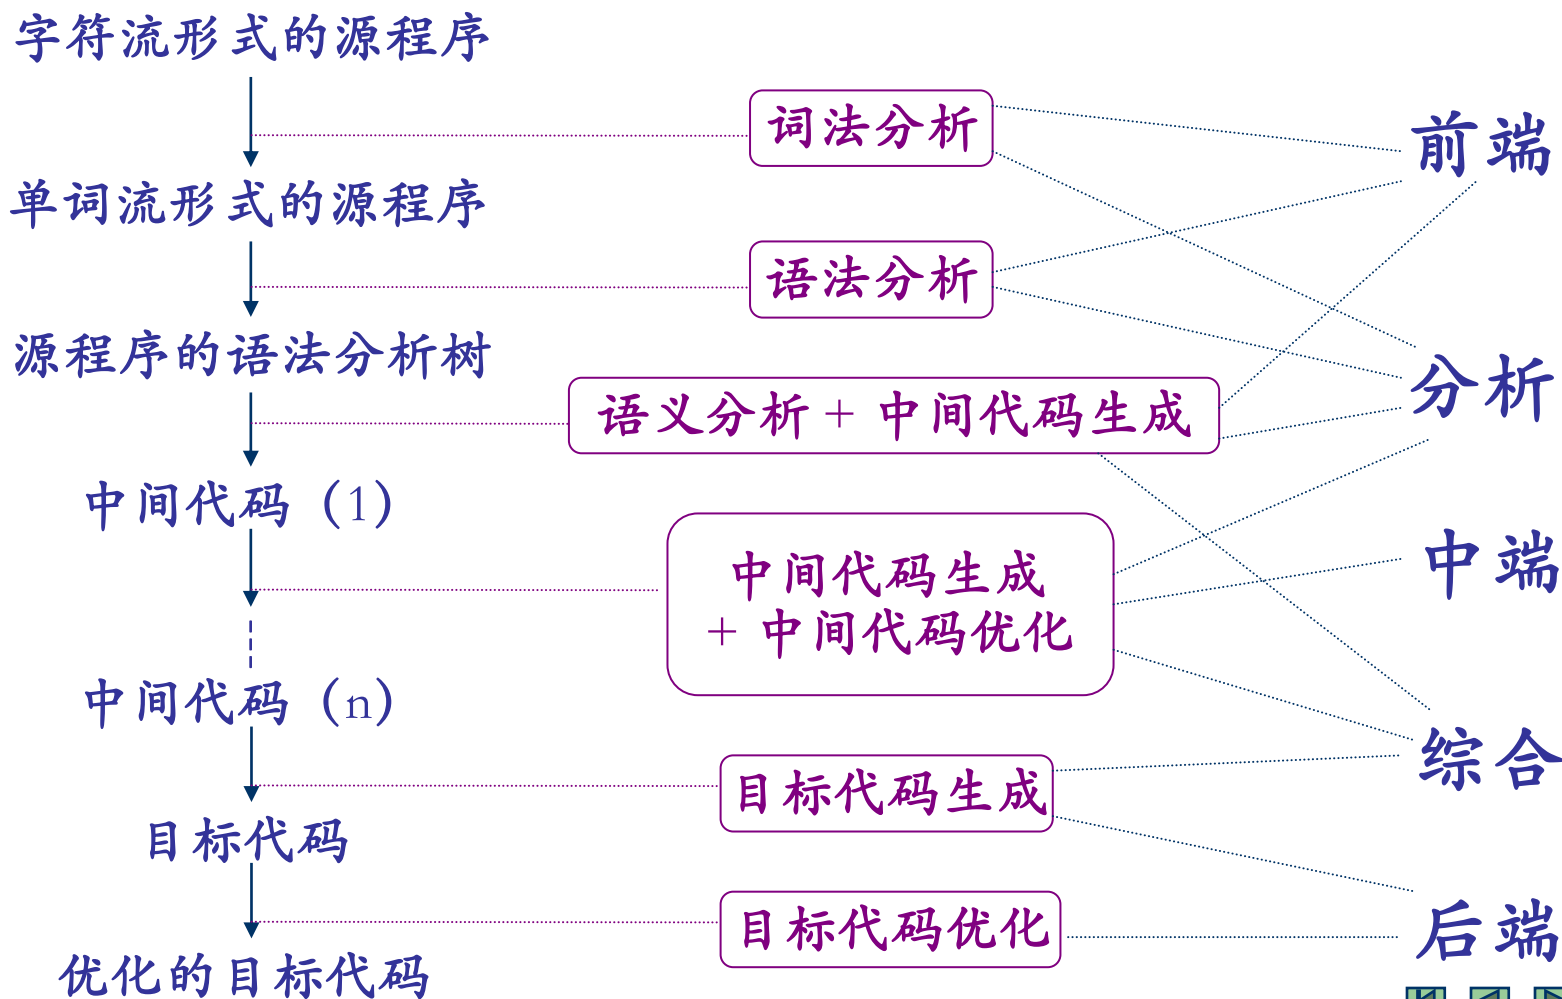 字符流形式的源程序
词法分析
前端
单词流形式的源程序
语法分析
源程序的语法分析树
分析
语义分析 + 中间代码生成
中间代码 (1)
中端
中间代码生成
+ 中间代码优化
中间代码 (n)
综合
目标代码生成
目标代码
后端
目标代码优化
优化的目标代码